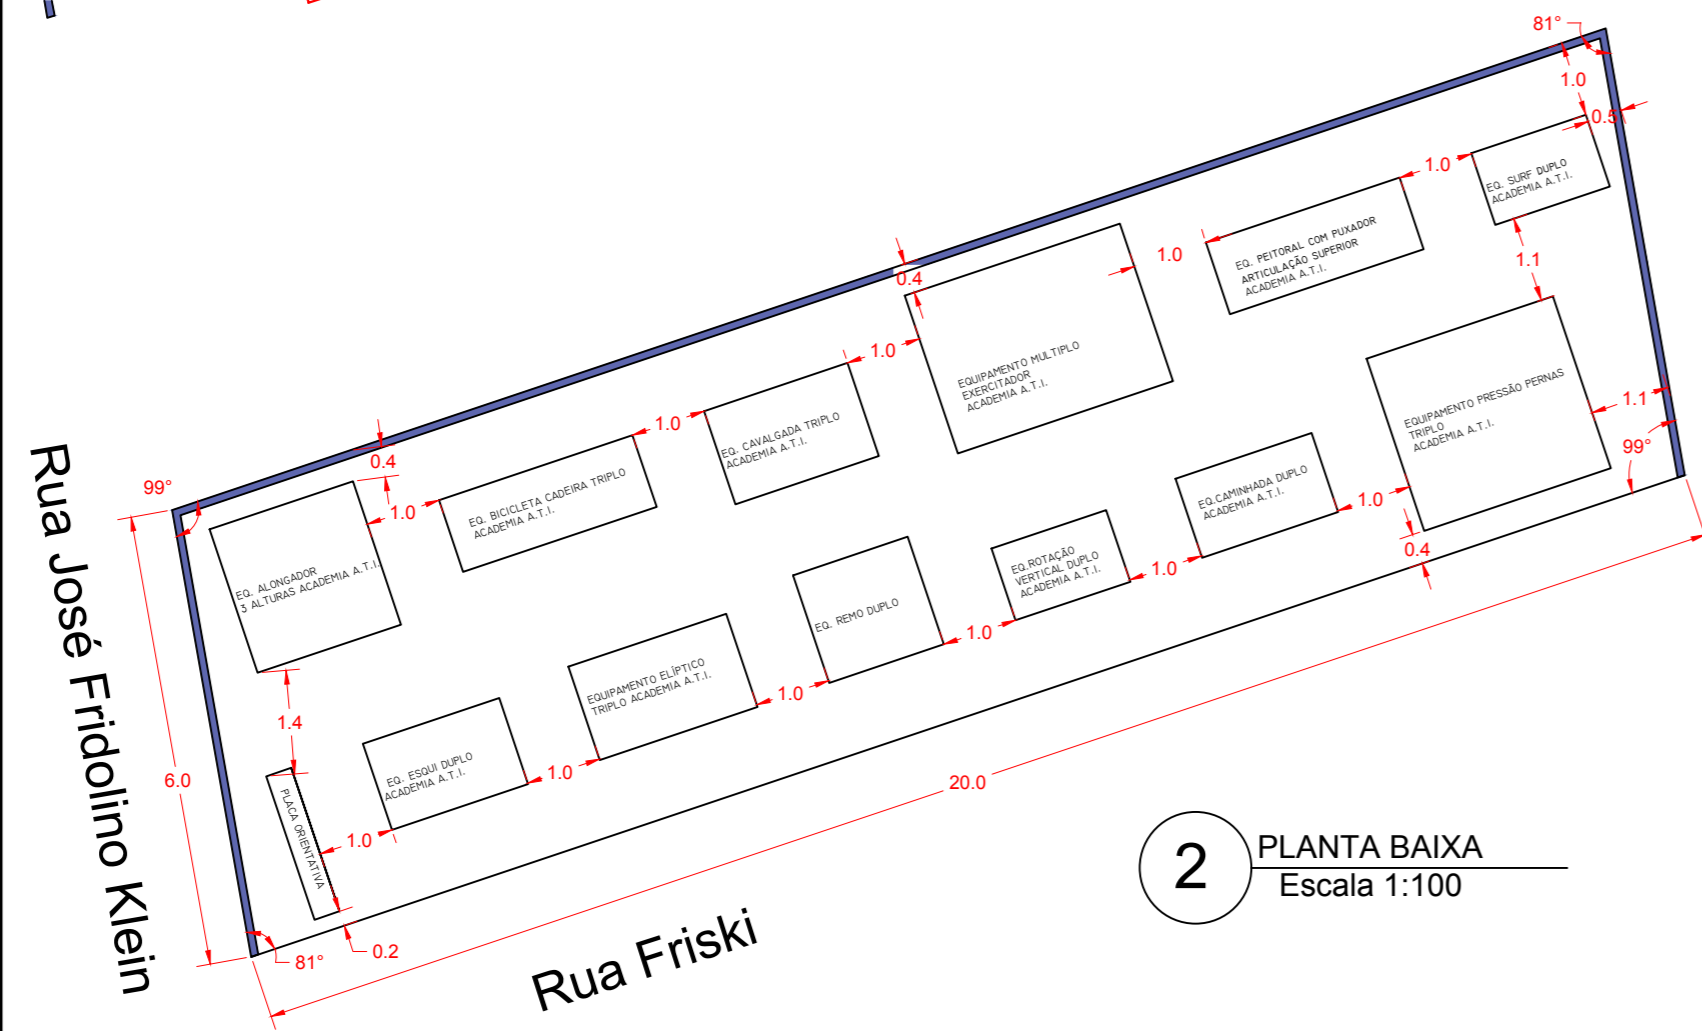 81°
1.0
0.5
EQ. SURF DUPLO
ACADEMIA A.T.I.
1.0
EQ. PEITORAL COM PUXADOR
ARTICULAÇÃO SUPERIOR
ACADEMIA A.T.I.
1.0
1.1
0.4
EQUIPAMENTO MULTIPLO
EXERCITADOR
ACADEMIA A.T.I.
1.0
EQ. CAVALGADA TRIPLO
ACADEMIA A.T.I.
1.0
EQUIPAMENTO PRESSÃO PERNAS
TRIPLO
ACADEMIA A.T.I.
1.1
99°
0.4
EQ. BICICLETA CADEIRA TRIPLO
ACADEMIA A.T.I.
1.0
99°
EQ. ALONGADOR
3 ALTURAS ACADEMIA A.T.I.
EQ.CAMINHADA DUPLO
ACADEMIA A.T.I.
1.0
0.4
EQ.ROTAÇÃO
VERTICAL DUPLO
ACADEMIA A.T.I.
1.0
EQ. REMO DUPLO
1.0
EQUIPAMENTO ELÍPTICO
TRIPLO ACADEMIA A.T.I.
1.0
1.4
EQ. ESQUI DUPLO
ACADEMIA A.T.I.
1.0
6.0
PLACA ORIENTATIVA
1.0
20.0
81°
0.2
Rua José Fridolino Klein
Rua Friski
2
PLANTA BAIXA
Escala 1:100